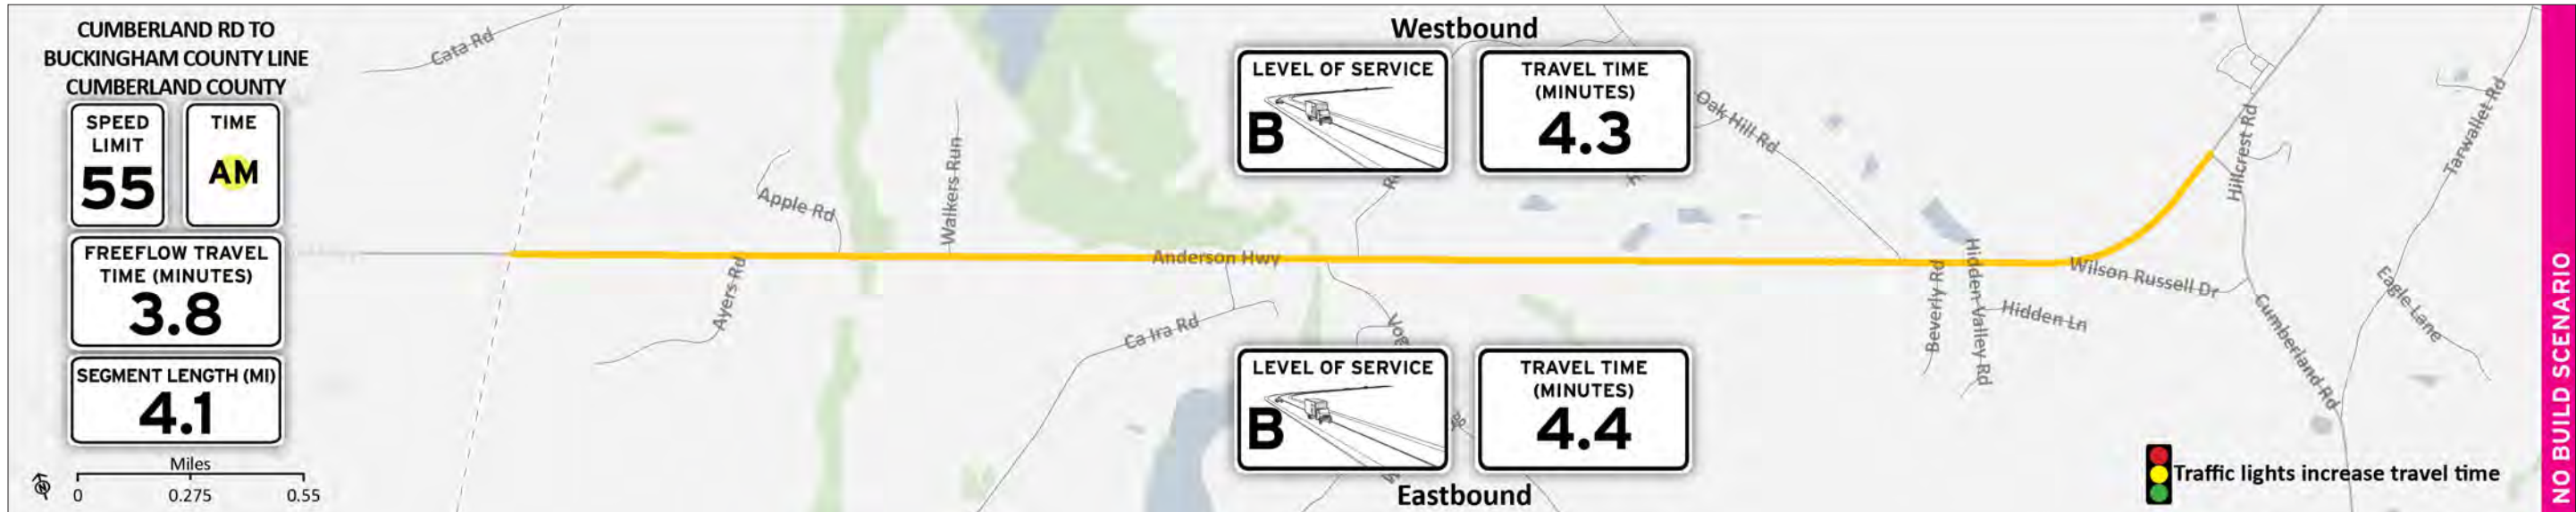 CUMBERLAND RD TO
BUCKINGHAM COUNTY LINE
CUMBERLAND COUNTY
SPEED
LIMIT
55
TIME
AM
FREEFLOW TRAVEL
TIME (MINUTES)
3.8
SEGMENT LENGTH (MI)
4.1
Miles
0 0.275 0.55
Westbound
LEVEL OF SERVICE
B
TRAVEL TIME
(MINUTES)
4.3
Cata Rd
Apple Rd
Walkers Run
Ayers Rd
Anderson Hwy
Ca Ira Rd
Oak Hill Rd
Beverly Rd
Hidden Valley Rd
Hidden Ln
Wilson Russell Dr
Hillcrest Rd
Cumberland Rd
Tarwallet Rd
Eagle Lane
LEVEL OF SERVICE
B
TRAVEL TIME
(MINUTES)
4.4
Eastbound
Traffic lights increase travel time
NO BUILD SCENARIO